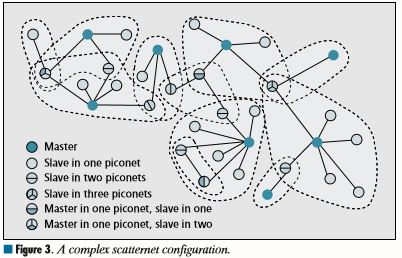 Master
Slave in one piconet
Slave in two piconets
Slave in three piconets
Master in one piconet, slave in one
Master in one piconet, slave in two
Figure 3. A complex scatternet configuration.